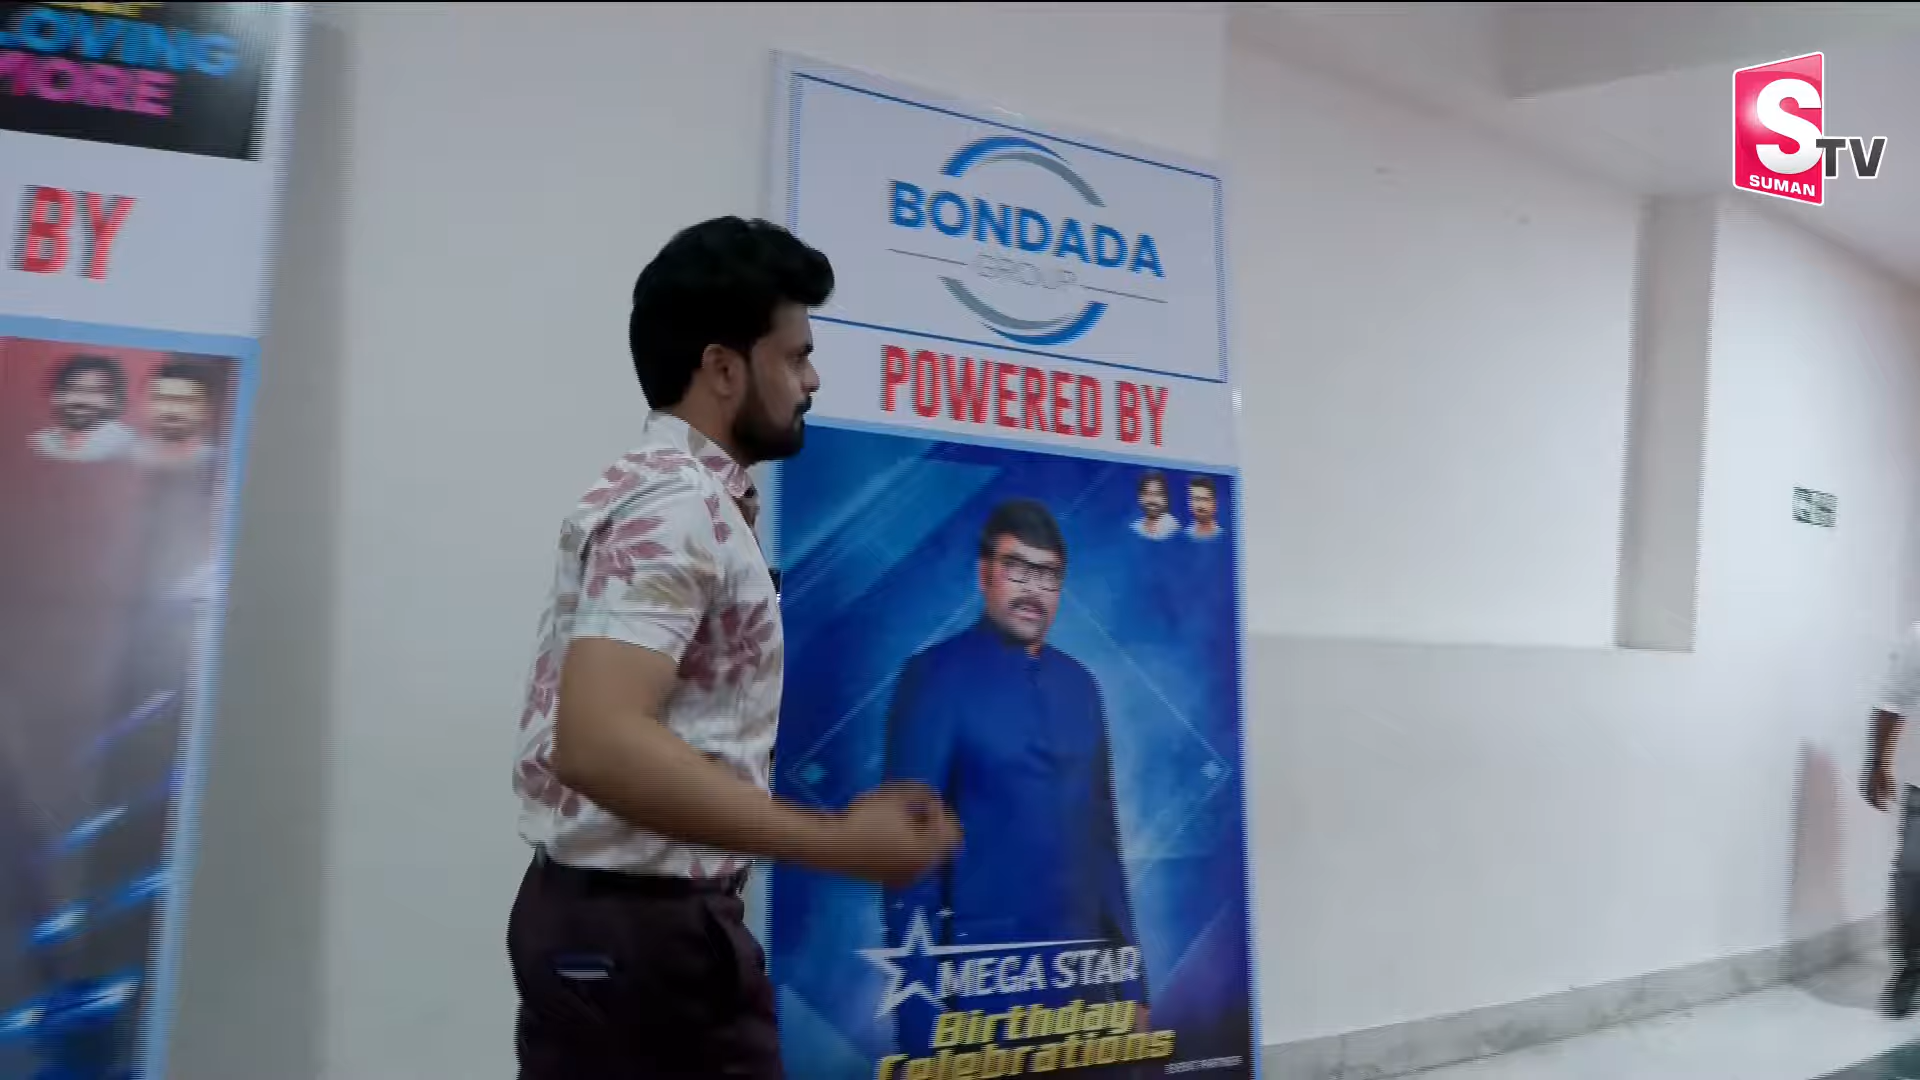 LOVING
MORE
BY
BONDADA
GROUP
POWERED BY
MEGA STAR
Birthday
Celebrations
S
TV
SUMAN